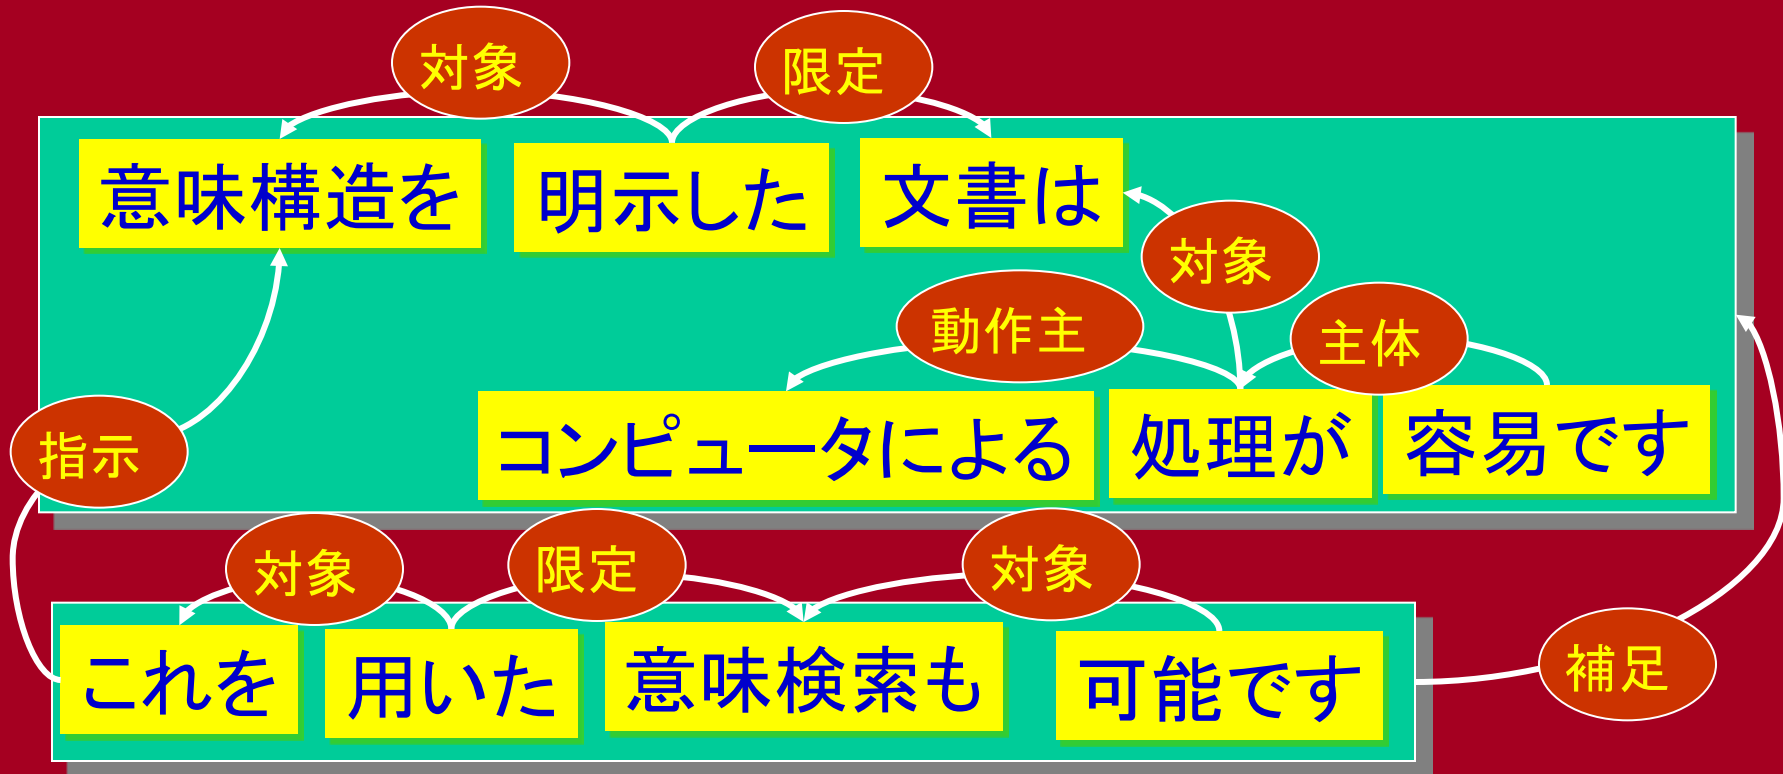 対象 限定
意味構造を 明示した 文書は
対象
動作主 主体
コンピュータによる 処理が 容易です
指示
対象 限定 対象
これを 用いた 意味検索も 可能です
補足